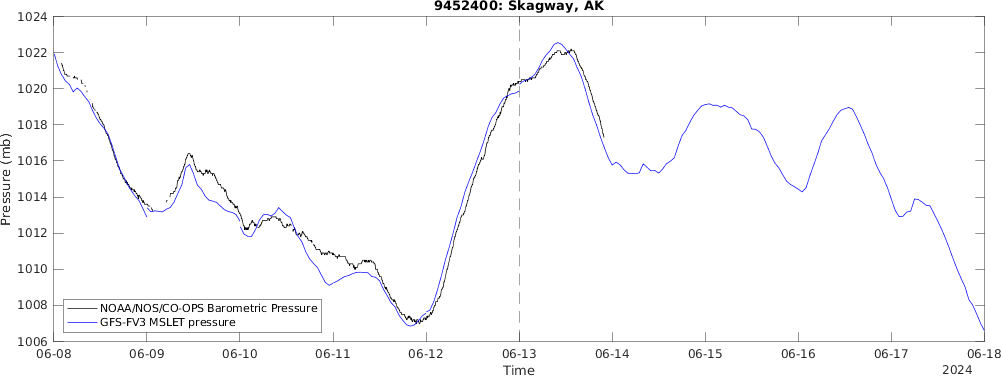 9452400: Skagway, AK
1024
1022
1020
1018
1016
1014
1012
1010
1008
1006
Pressure (mb)
NOAA/NOS/CO-OPS Barometric Pressure
GFS-FV3 MSLET pressure
06-08 06-09 06-10 06-11 06-12 06-13 06-14 06-15 06-16 06-17 06-18
Time
2024